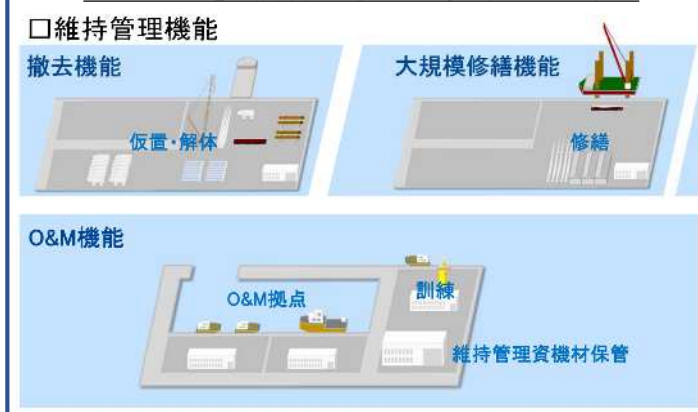 □維持管理機能
撤去機能
仮置・解体
大規模修繕機能
修繕
O&M機能
O&M拠点
訓練
維持管理資機材保管